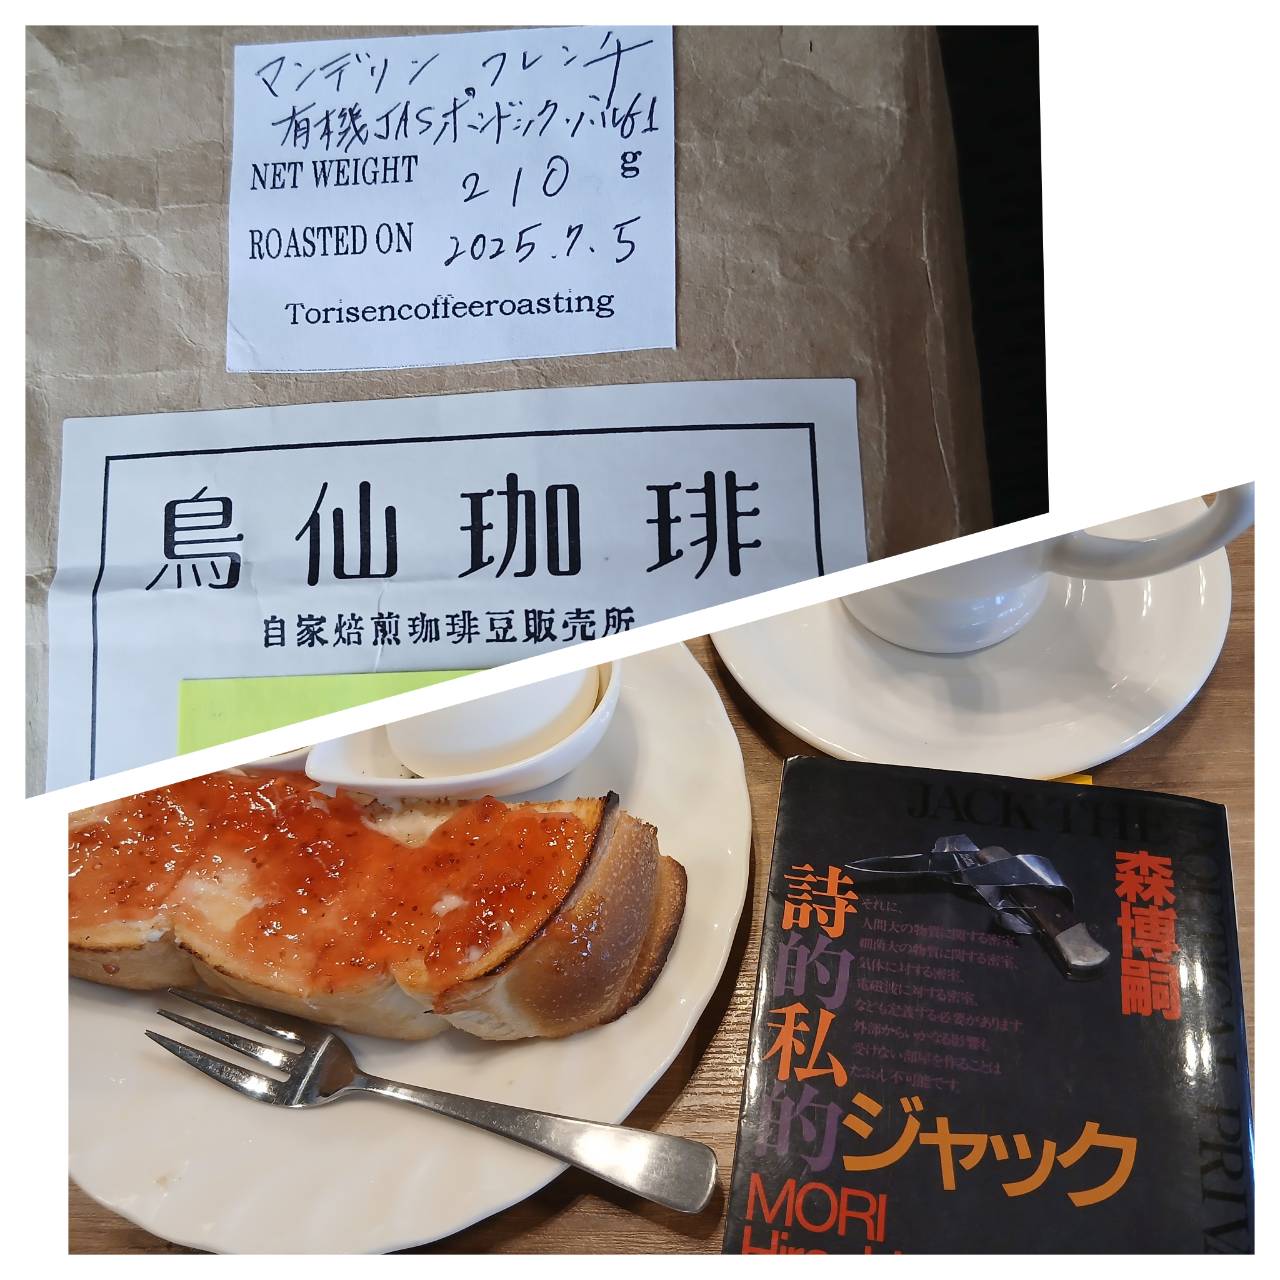 マンデリン フレンチ
有機JAS ポンドック・バル G1
NET WEIGHT 210 g
ROASTED ON 2025.7.5
Torisencoffeeroasting
鳥仙珈琲
自家焙煎珈琲豆販売所
JACK THE
POETICAL PRIVA
森博嗣
詩的私的ジャック
それに、
人間大の物質に関する密室、
細菌大の物質に関する密室、
気体に対する密室、
電磁波に対する密室、
なども定義する必要があります
外部からいかなる影響も
受けない部屋を作ることは
たぶん不可能です。
MORI